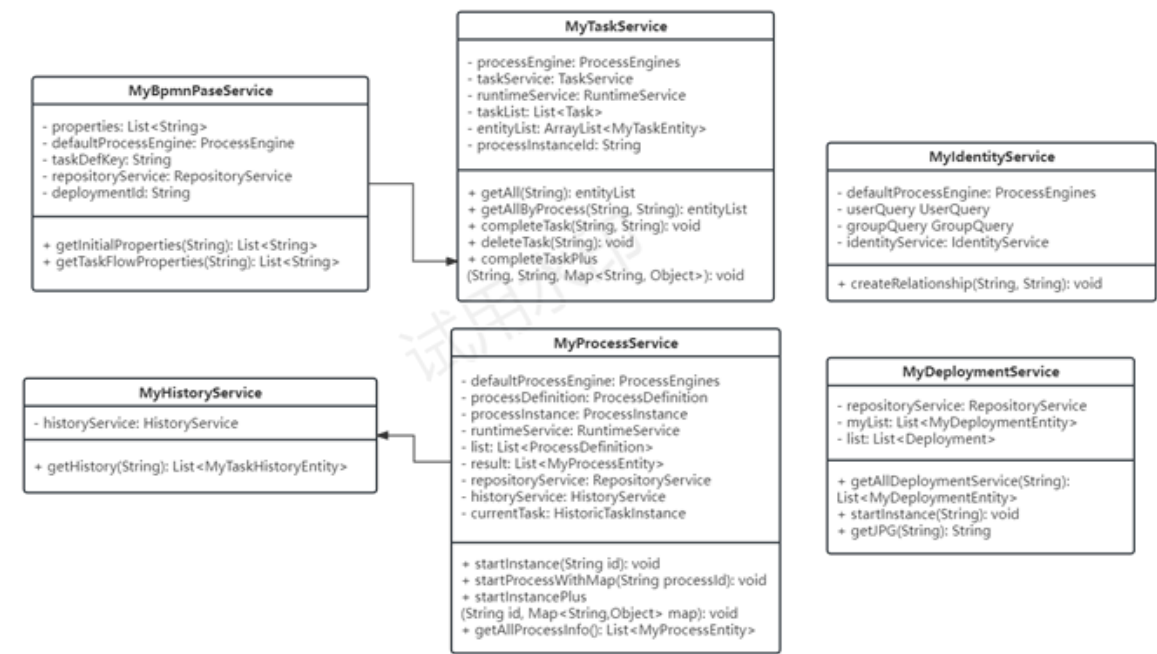 MyBpmnPaseService
- properties: List<String>
- defaultProcessEngine: ProcessEngine
- taskDefKey: String
- repositoryService: RepositoryService
- deploymentId: String
+ getInitialProperties(String): List<String>
+ getTaskFlowProperties(String): List<String>
MyTaskService
- processEngine: ProcessEngines
- taskService: TaskService
- runtimeService: RuntimeService
- taskList: List<Task>
- entityList: ArrayList<MyTaskEntity>
- processInstanceId: String
+ getAll(String): entityList
+ getAllByProcess(String, String): entityList
+ completeTask(String, String): void
+ deleteTask(String): void
+ completeTaskPlus
(String, String, Map<String, Object>): void
MyIdentityService
- defaultProcessEngine: ProcessEngines
- userQuery UserQuery
- groupQuery GroupQuery
- identityService: IdentityService
+ createRelationship(String, String): void
MyHistoryService
- historyService: HistoryService
+ getHistory(String): List<MyTaskHistoryEntity>
MyProcessService
- defaultProcessEngine: ProcessEngines
- processDefinition: ProcessDefinition
- processInstance: ProcessInstance
- runtimeService: RuntimeService
- list: List<ProcessDefinition>
- result: List<MyProcessEntity>
- repositoryService: RepositoryService
- historyService: HistoryService
- currentTask: HistoricTaskInstance
+ startInstance(String id): void
+ startProcessWithMap(String processId): void
+ startInstancePlus
(String id, Map<String,Object> map): void
+ getAllProcessInfo(): List<MyProcessEntity>
MyDeploymentService
- repositoryService: RepositoryService
- myList: List<MyDeploymentEntity>
- list: List<Deployment>
+ getAllDeploymentService(String):
List<MyDeploymentEntity>
+ startInstance(String): void
+ getJPG(String): String
试用水印